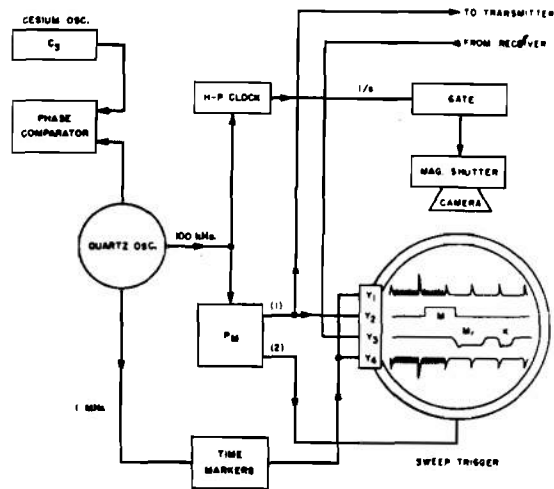 CESIUM OSC.
Cs
PHASE
COMPARATOR
QUARTZ OSC.
100 kHz.
1 MHz
H-P CLOCK
1/s
GATE
MAG. SHUTTER
CAMERA
TO TRANSMITTER
FROM RECEIVER
PM
(1)
(2)
Y1
Y2
Y3
Y4
M
Mr
K
TIME
MARKERS
SWEEP TRIGGER